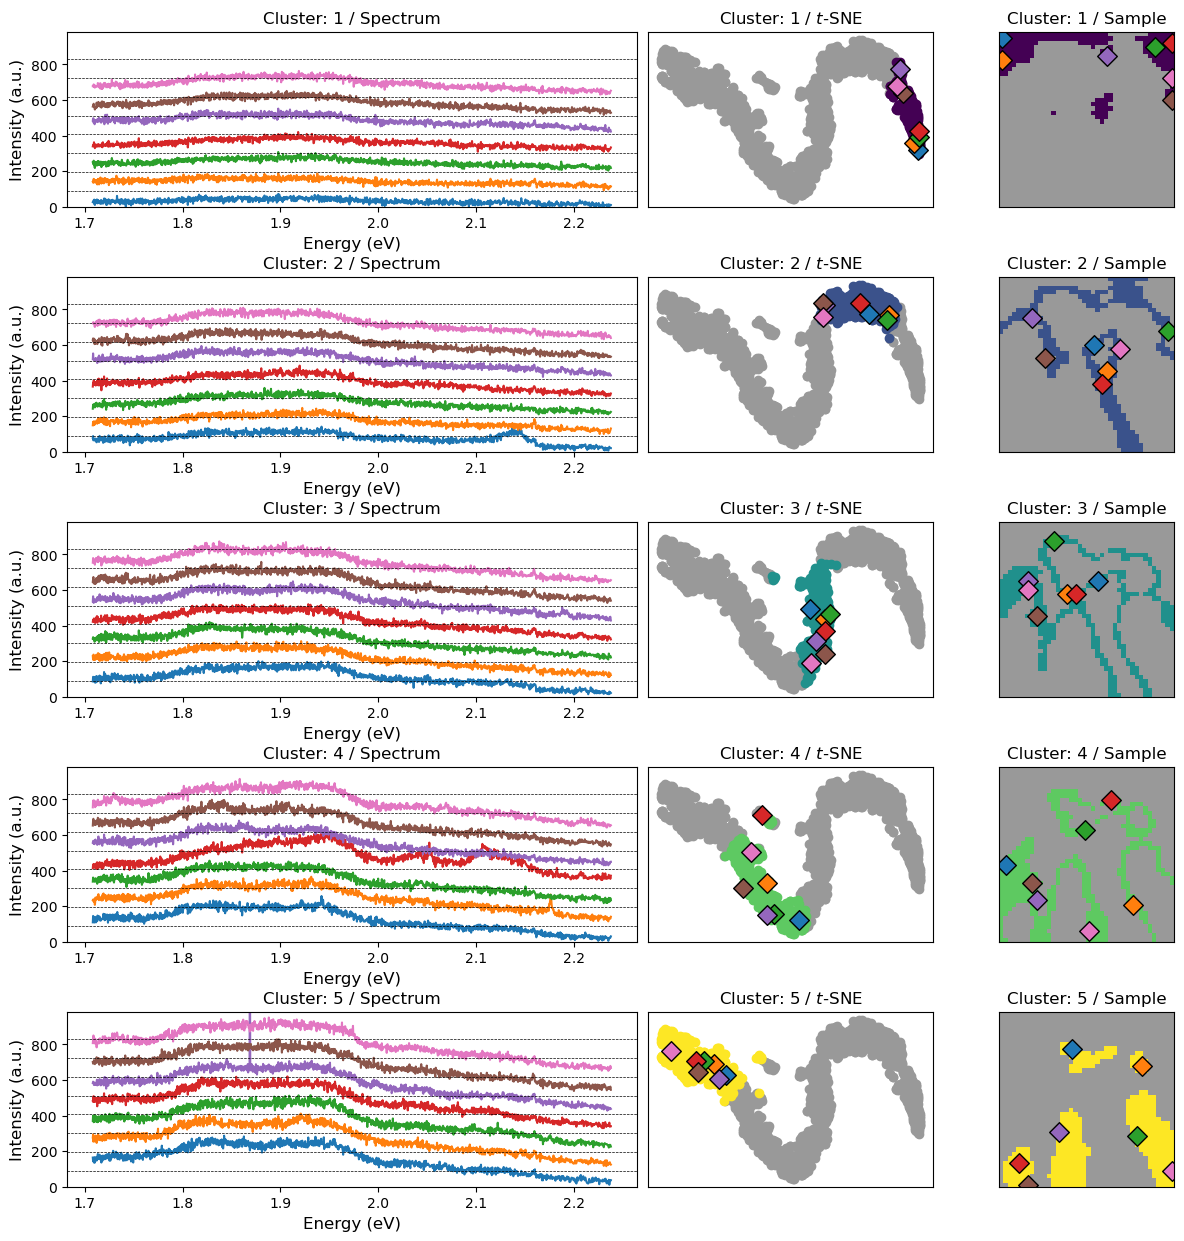 Cluster: 1 / Spectrum
Cluster: 1 / t-SNE
Cluster: 1 / Sample
Intensity (a.u.)
800
600
400
200
0
1.7 1.8 1.9 2.0 2.1 2.2
Energy (eV)
Cluster: 2 / Spectrum
Cluster: 2 / t-SNE
Cluster: 2 / Sample
Intensity (a.u.)
800
600
400
200
0
1.7 1.8 1.9 2.0 2.1 2.2
Energy (eV)
Cluster: 3 / Spectrum
Cluster: 3 / t-SNE
Cluster: 3 / Sample
Intensity (a.u.)
800
600
400
200
0
1.7 1.8 1.9 2.0 2.1 2.2
Energy (eV)
Cluster: 4 / Spectrum
Cluster: 4 / t-SNE
Cluster: 4 / Sample
Intensity (a.u.)
800
600
400
200
0
1.7 1.8 1.9 2.0 2.1 2.2
Energy (eV)
Cluster: 5 / Spectrum
Cluster: 5 / t-SNE
Cluster: 5 / Sample
Intensity (a.u.)
800
600
400
200
0
1.7 1.8 1.9 2.0 2.1 2.2
Energy (eV)